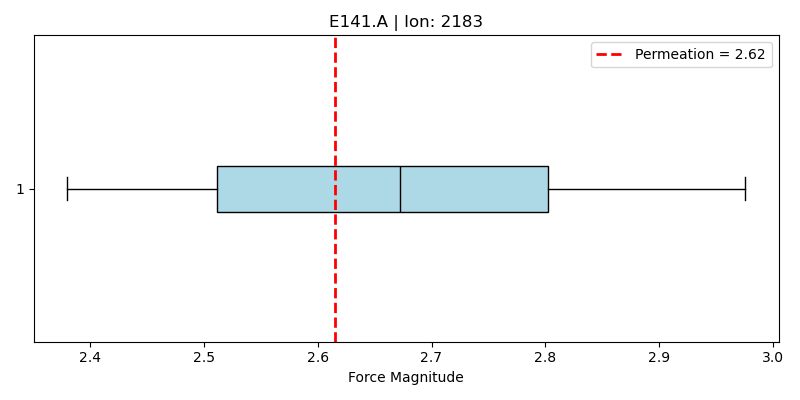 E141.A | Ion: 2183
Permeation = 2.62
1
2.4 2.5 2.6 2.7 2.8 2.9 3.0
Force Magnitude